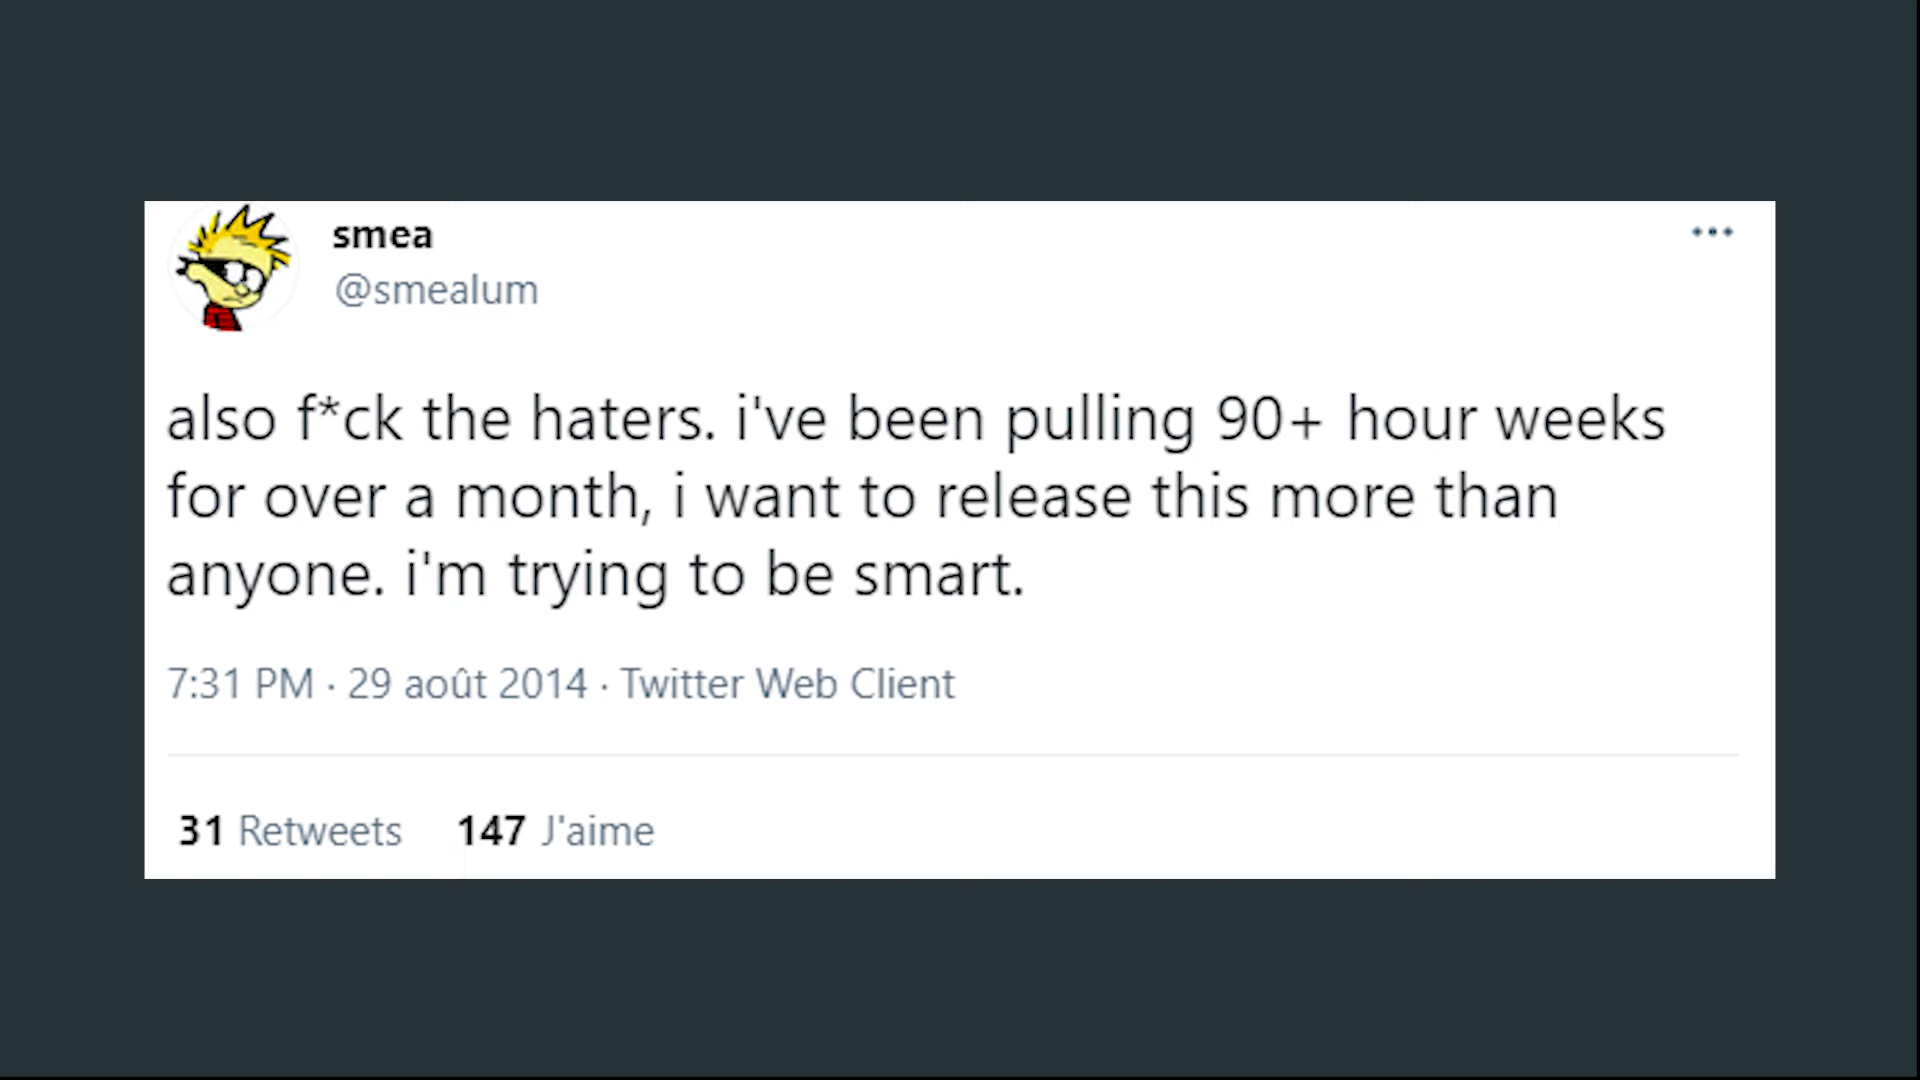 smea
@smealum
also f*ck the haters. i've been pulling 90+ hour weeks
for over a month, i want to release this more than
anyone. i'm trying to be smart.
7:31 PM · 29 août 2014 · Twitter Web Client
31 Retweets 147 J'aime